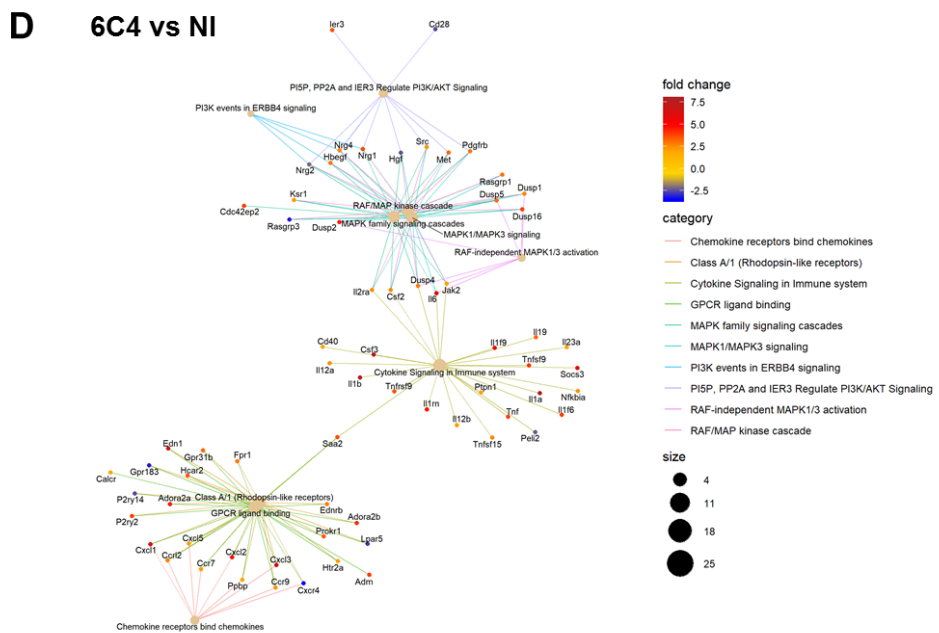 D 6C4 vs NI
Ier3
Cd28
PI5P, PP2A and IER3 Regulate PI3K/AKT Signaling
PI3K events in ERBB4 signaling
Nrg4
Nrg1
Src
Pdgfrb
Hbegf
Hgf
Met
Nrg2
Rasgrp1
Ksr1
Dusp5
Dusp1
RAF/MAP kinase cascade
Cdc42ep2
Dusp16
Rasgrp3
Dusp2
MAPK family signaling cascades
MAPK1/MAPK3 signaling
RAF-independent MAPK1/3 activation
Dusp4
Il2ra
Csf2
Il6
Jak2
Cd40
Csf3
Il1f9
Il19
Il23a
Il12a
Tnfsf9
Socs3
Cytokine Signaling in Immune system
Il1b
Tnfrsf9
Ptpn1
Il1a
Nfkbia
Il1rn
Il12b
Tnf
Il1f6
Tnfsf15
Peli2
Saa2
Edn1
Gpr31b
Fpr1
Gpr183
Hcar2
Calcr
P2ry14
Adora2a
Class A/1 (Rhodopsin-like receptors)
Ednrb
GPCR ligand binding
P2ry2
Adora2b
Prokr1
Cxcl1
Cxcl5
Lpar5
Ccrl2
Cxcl2
Cxcl3
Ccr7
Htr2a
Adm
Ppbp
Ccr9
Cxcr4
Chemokine receptors bind chemokines
fold change
7.5
5.0
2.5
0.0
-2.5
category
Chemokine receptors bind chemokines
Class A/1 (Rhodopsin-like receptors)
Cytokine Signaling in Immune system
GPCR ligand binding
MAPK family signaling cascades
MAPK1/MAPK3 signaling
PI3K events in ERBB4 signaling
PI5P, PP2A and IER3 Regulate PI3K/AKT Signaling
RAF-independent MAPK1/3 activation
RAF/MAP kinase cascade
size
4
11
18
25